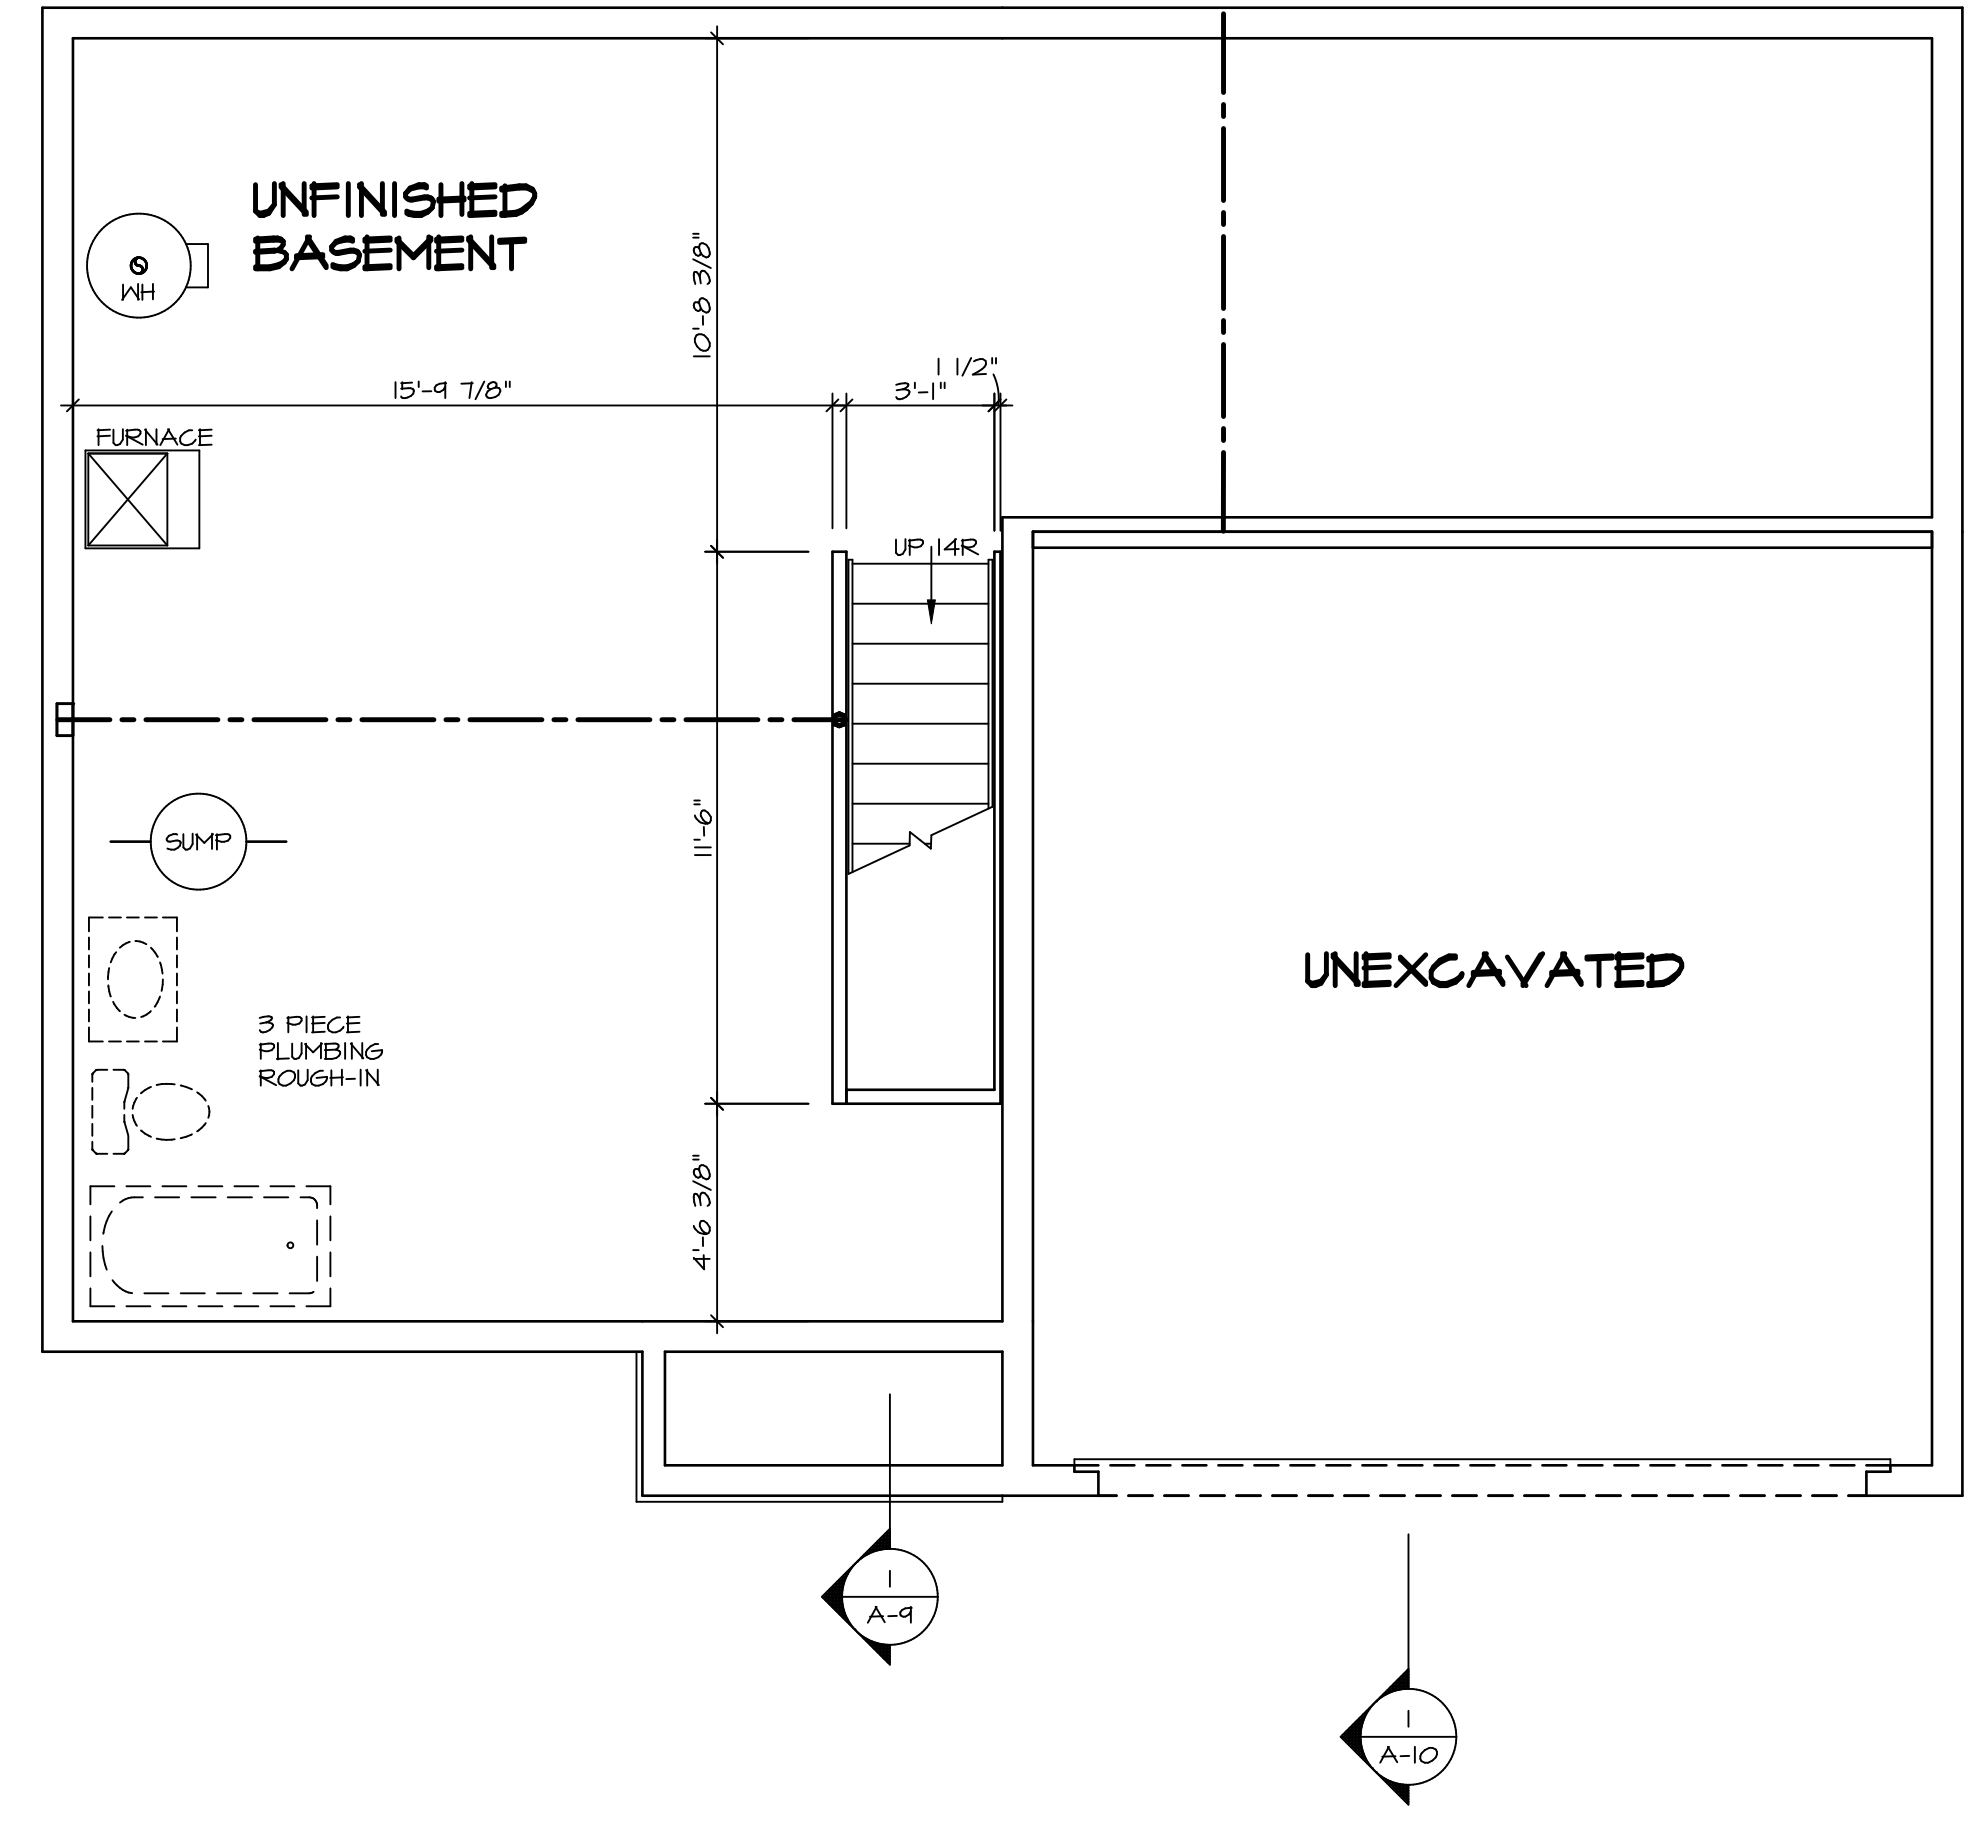 UNFINISHED
BASEMENT
WH
10'-8 3/8"
1 1/2"
15'-9 7/8"
3'-1"
FURNACE
UP 14R
11'-6"
SUMP
UNEXCAVATED
3 PIECE
PLUMBING
ROUGH-IN
4'-6 3/8"
1
A-9
1
A-10